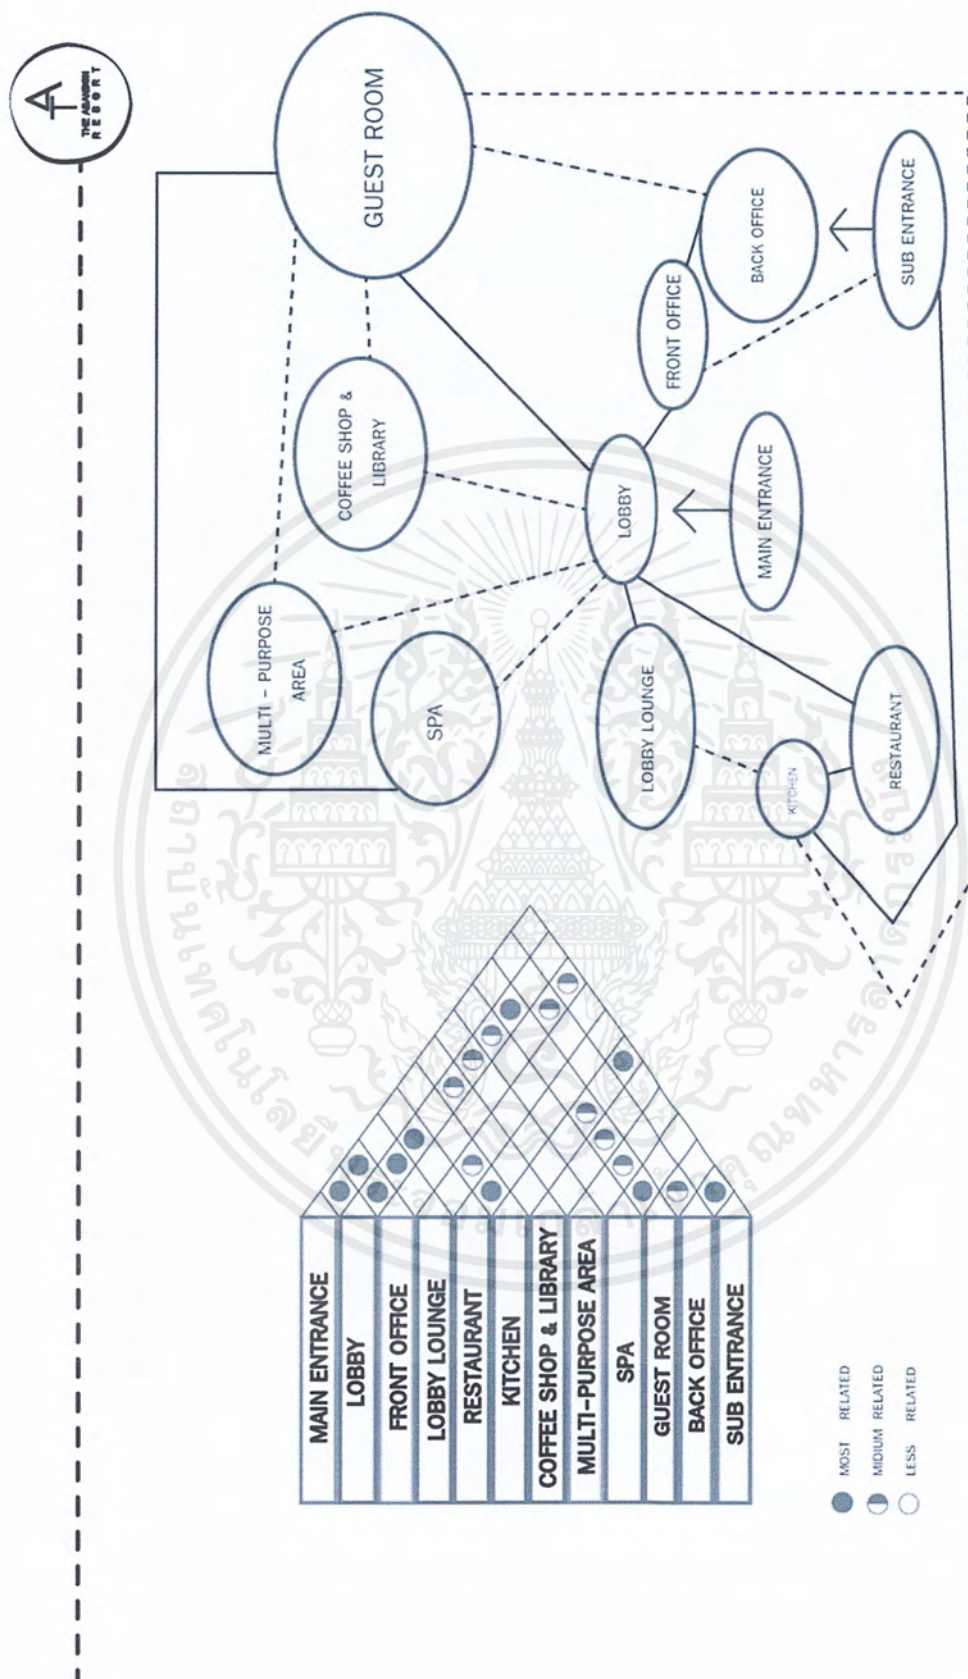 THE ABANDON
RESORT
MAIN ENTRANCE
LOBBY
FRONT OFFICE
LOBBY LOUNGE
RESTAURANT
KITCHEN
COFFEE SHOP & LIBRARY
MULTI-PURPOSE AREA
SPA
GUEST ROOM
BACK OFFICE
SUB ENTRANCE
MOST RELATED
MIDIUM RELATED
LESS RELATED
MULTI - PURPOSE
AREA
SPA
COFFEE SHOP &
LIBRARY
GUEST ROOM
LOBBY LOUNGE
LOBBY
FRONT OFFICE
BACK OFFICE
KITCHEN
RESTAURANT
MAIN ENTRANCE
SUB ENTRANCE